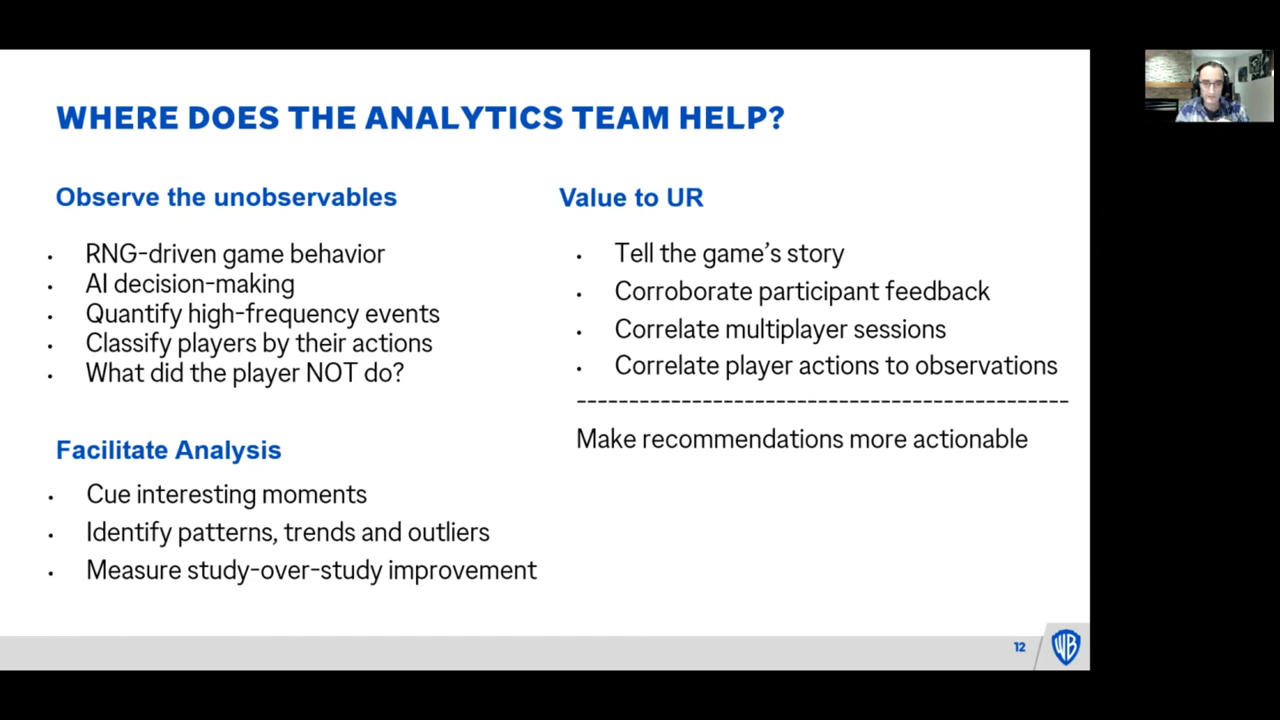 WHERE DOES THE ANALYTICS TEAM HELP?
Observe the unobservables
• RNG-driven game behavior
• AI decision-making
• Quantify high-frequency events
• Classify players by their actions
• What did the player NOT do?
Facilitate Analysis
• Cue interesting moments
• Identify patterns, trends and outliers
• Measure study-over-study improvement
Value to UR
• Tell the game's story
• Corroborate participant feedback
• Correlate multiplayer sessions
• Correlate player actions to observations
-----------------------------------------------
Make recommendations more actionable
12
WB